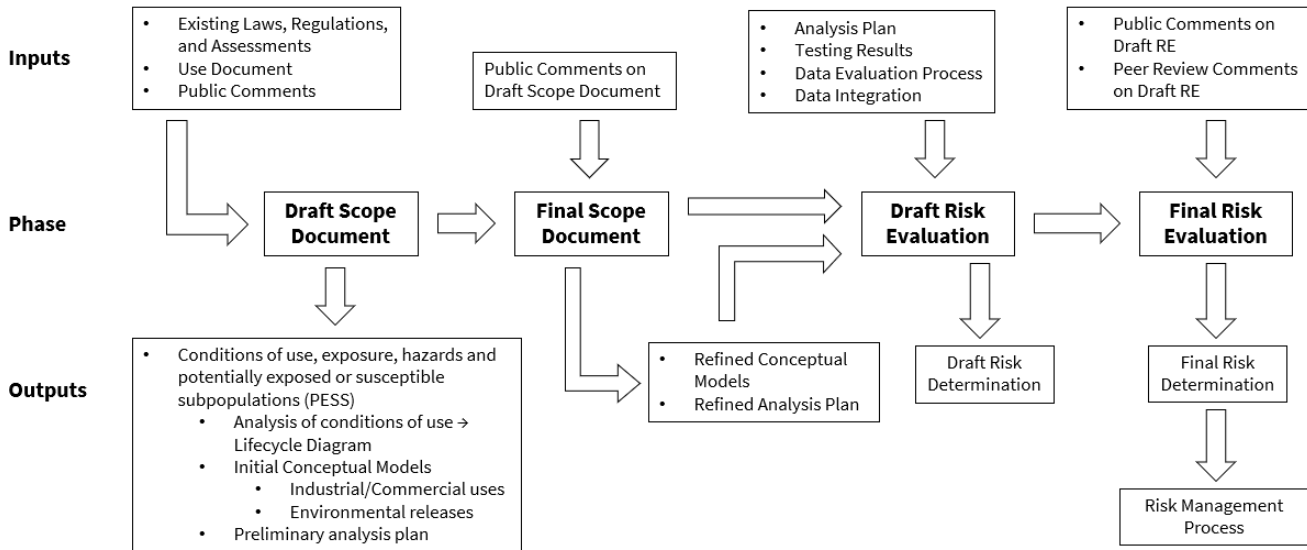 Inputs
• Existing Laws, Regulations,
and Assessments
• Use Document
• Public Comments
Public Comments on
Draft Scope Document
• Analysis Plan
• Testing Results
• Data Evaluation Process
• Data Integration
• Public Comments on
Draft RE
• Peer Review Comments
on Draft RE
Phase
Draft Scope
Document
Final Scope
Document
Draft Risk
Evaluation
Final Risk
Evaluation
Outputs
• Conditions of use, exposure, hazards and
potentially exposed or susceptible
subpopulations (PESS)
• Analysis of conditions of use →
Lifecycle Diagram
• Initial Conceptual Models
• Industrial/Commercial uses
• Environmental releases
• Preliminary analysis plan
• Refined Conceptual
Models
• Refined Analysis Plan
Draft Risk
Determination
Final Risk
Determination
Risk Management
Process